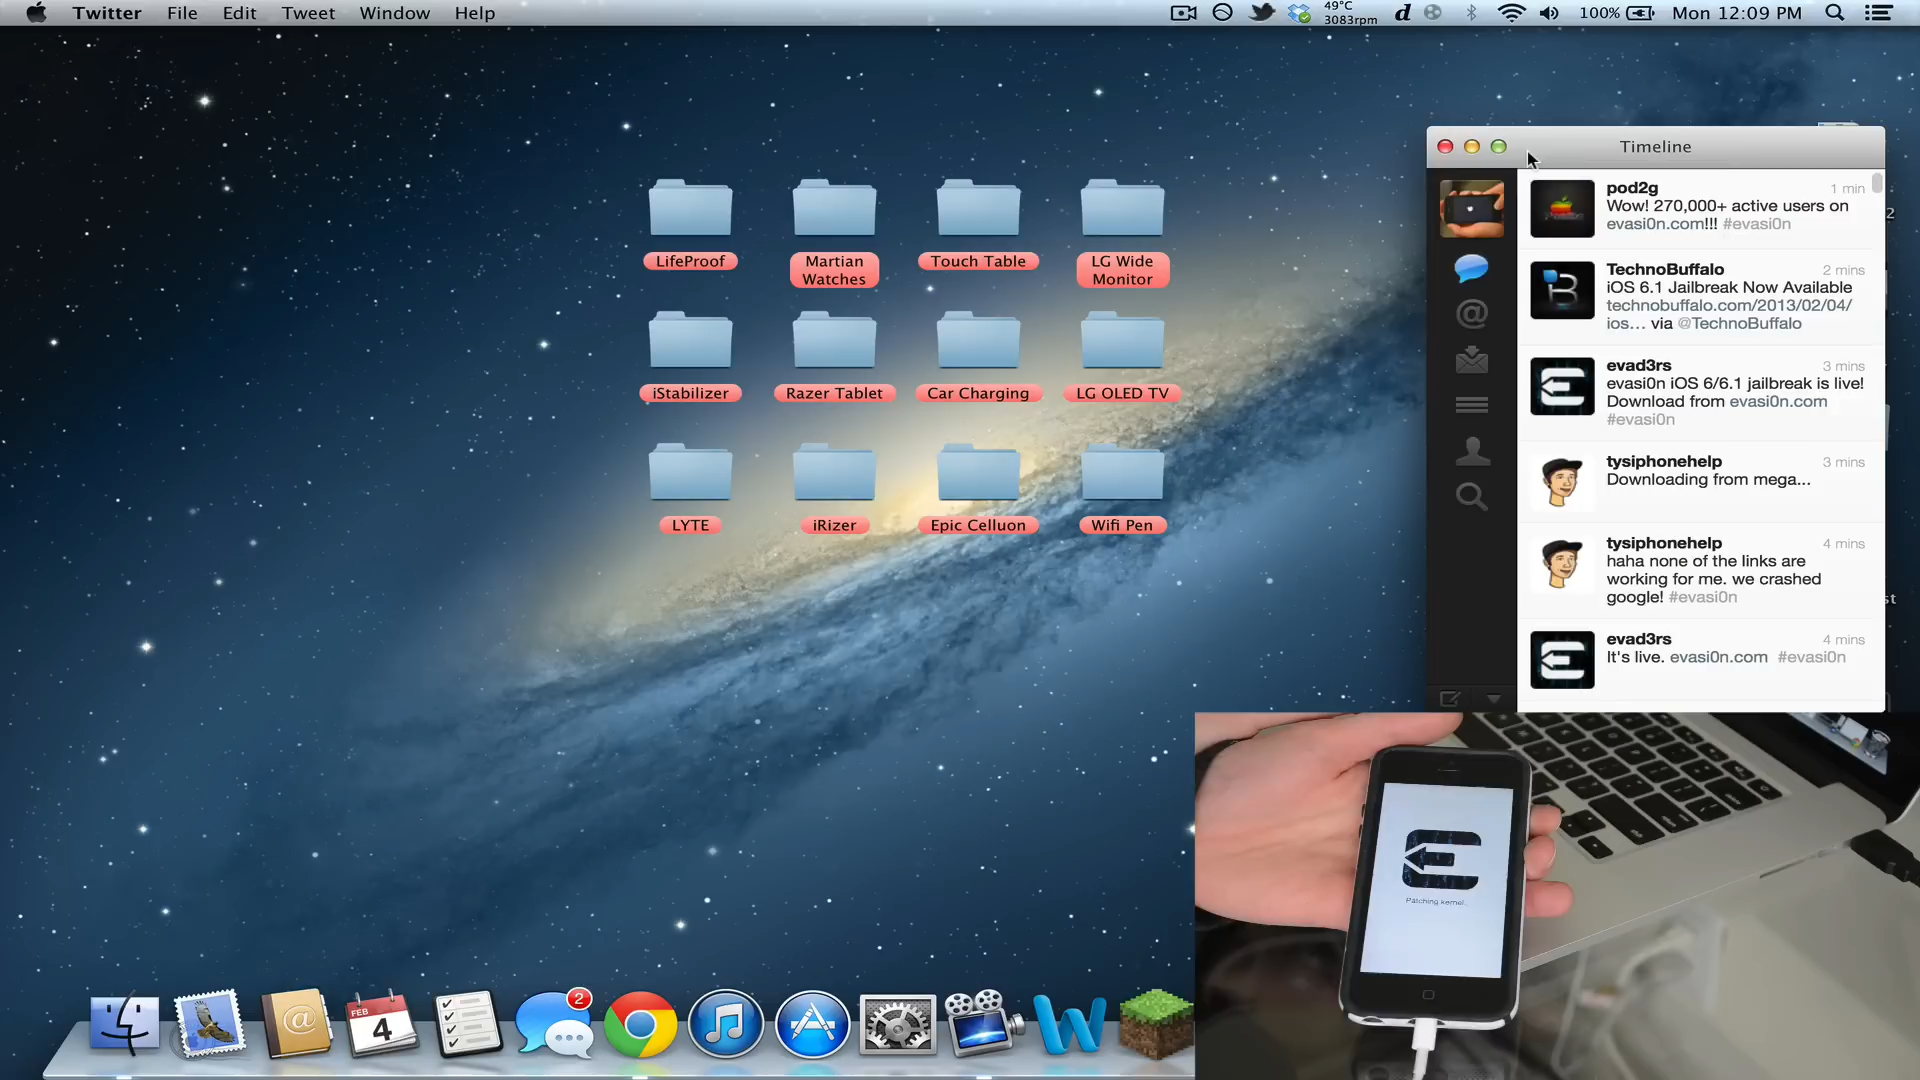 Twitter File Edit Tweet Window Help
49°C
3083rpm
d
100%
Mon 12:09 PM
LifeProof
Martian
Watches
Touch Table
LG Wide
Monitor
iStabilizer
Razer Tablet
Car Charging
LG OLED TV
LYTE
iRizer
Epic Celluon
Wifi Pen
Timeline
pod2g 1 min
Wow! 270,000+ active users on
evasi0n.com!!! #evasi0n
TechnoBuffalo 2 mins
iOS 6.1 Jailbreak Now Available
technobuffalo.com/2013/02/04/
ios... via @TechnoBuffalo
evad3rs 3 mins
evasi0n iOS 6/6.1 jailbreak is live!
Download from evasi0n.com
#evasi0n
tysiphonehelp 3 mins
Downloading from mega...
tysiphonehelp 4 mins
haha none of the links are
working for me. we crashed
google! #evasi0n
evad3rs 4 mins
It's live. evasi0n.com #evasi0n
2
st
Patching kernel..
FEB
4
@
2
W